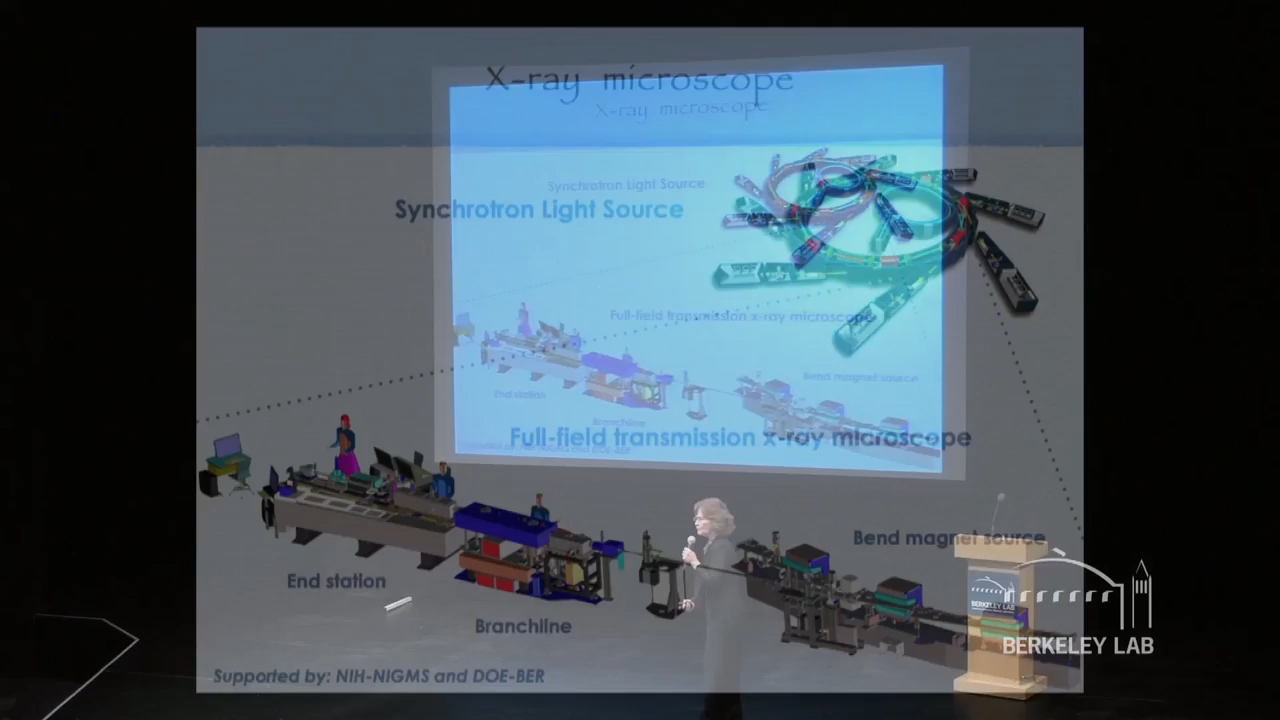 X-ray microscope
X-ray microscope
Synchrotron Light Source
Synchrotron Light Source
Full-field transmission x-ray microscope
Bend magnet source
End station
Branchline
Full-field transmission x-ray microscope
Bend magnet source
End station
Branchline
BERKELEY LAB
BERKELEY LAB
Supported by: NIH-NIGMS and DOE-BER